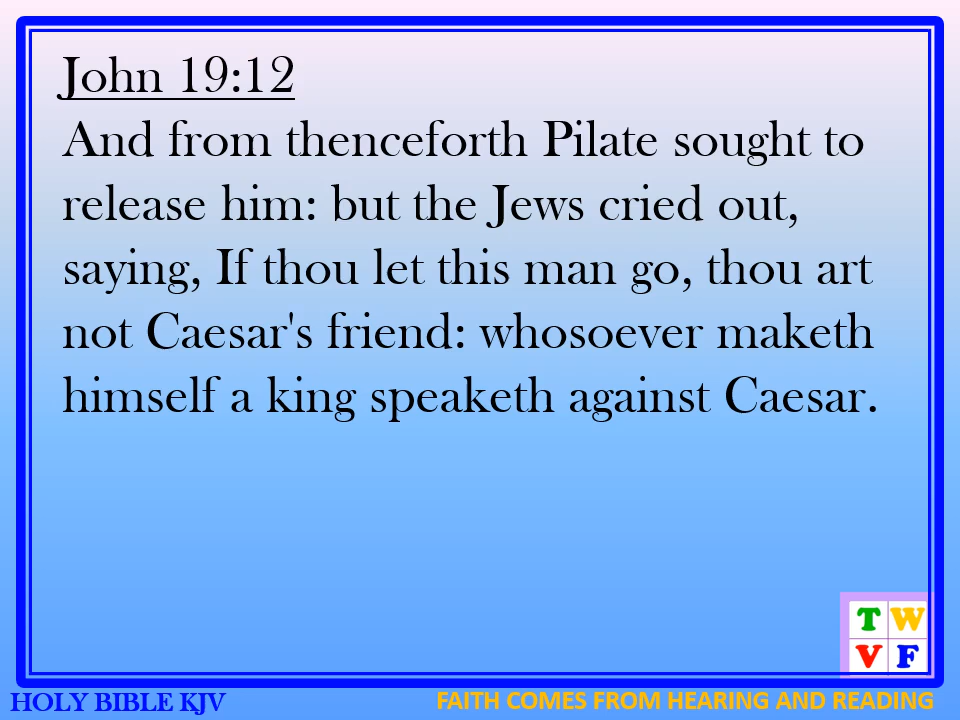 John 19:12
And from thenceforth Pilate sought to
release him: but the Jews cried out,
saying, If thou let this man go, thou art
not Caesar's friend: whosoever maketh
himself a king speaketh against Caesar.
T W
V F
HOLY BIBLE KJV
FAITH COMES FROM HEARING AND READING